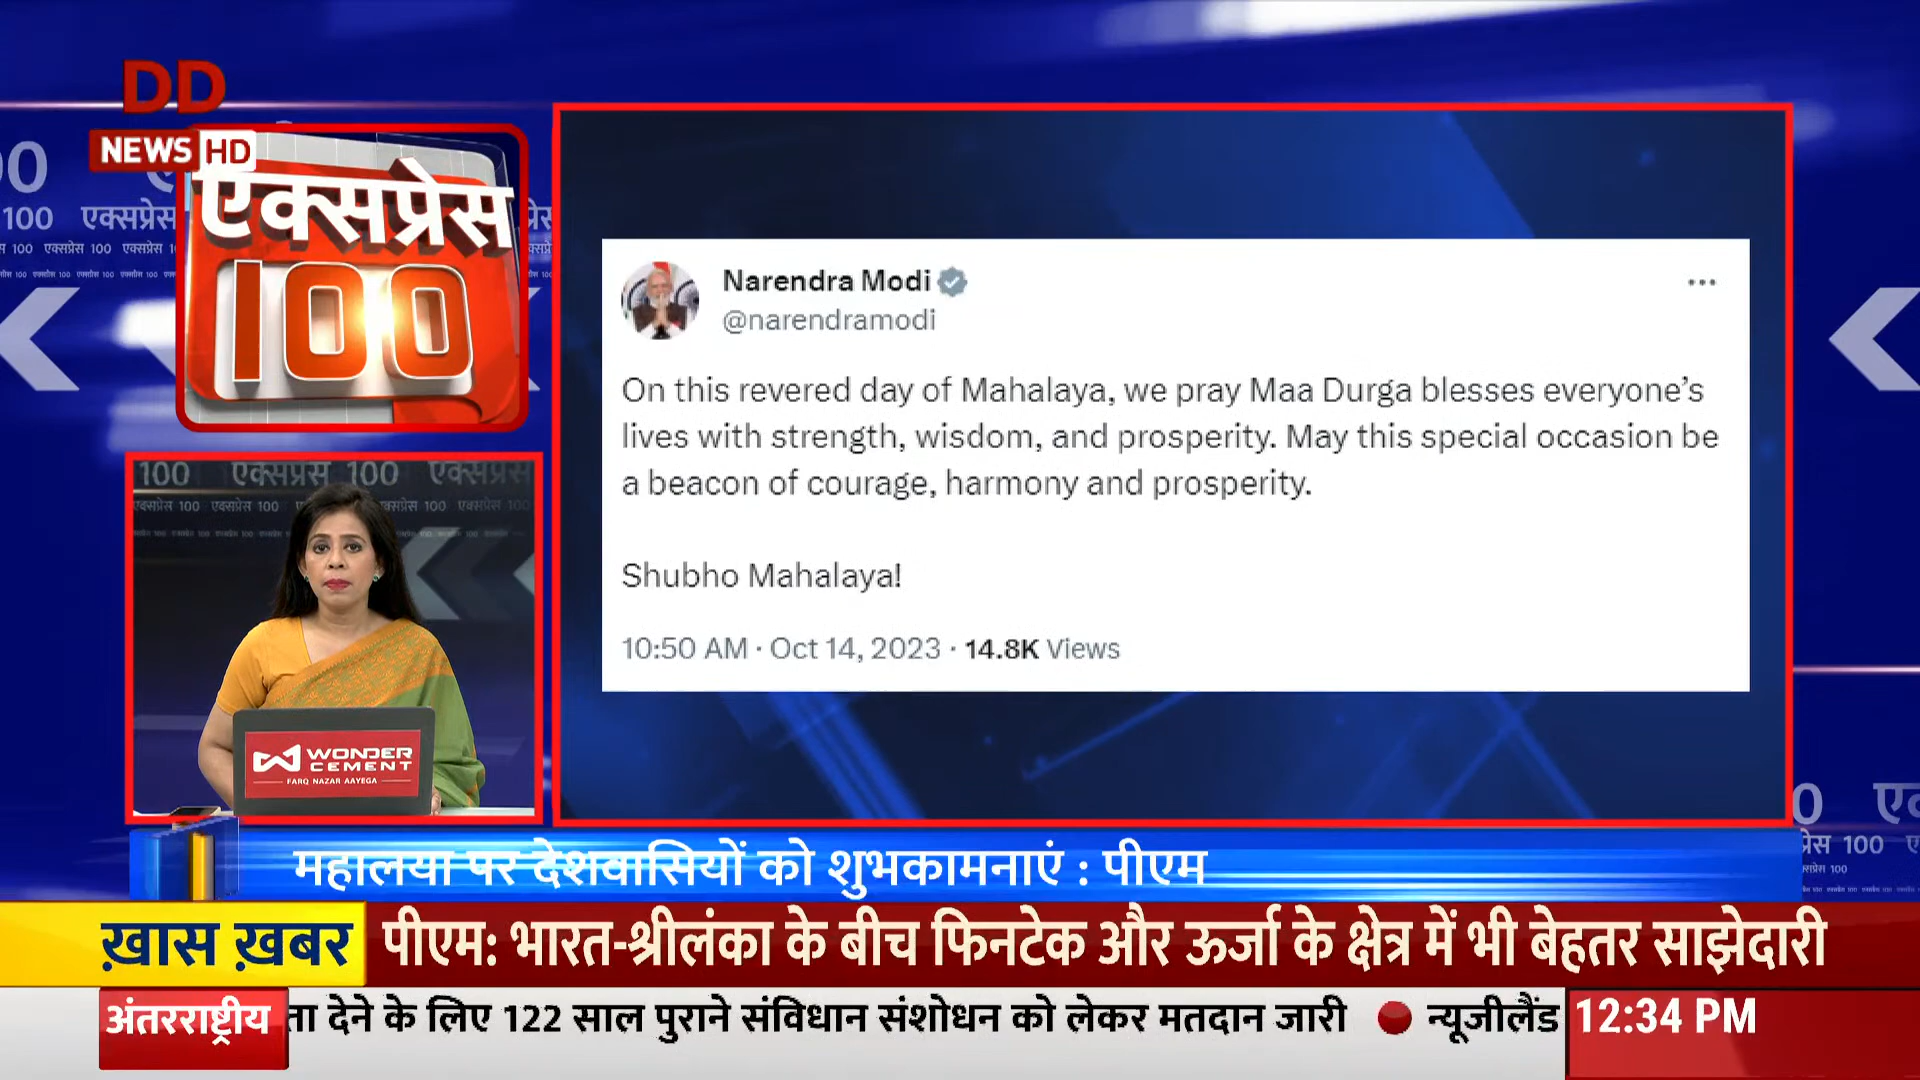 DD
NEWS HD
एक्सप्रेस
100
Narendra Modi
@narendramodi
On this revered day of Mahalaya, we pray Maa Durga blesses everyone’s
lives with strength, wisdom, and prosperity. May this special occasion be
a beacon of courage, harmony and prosperity.
Shubho Mahalaya!
10:50 AM · Oct 14, 2023 · 14.8K Views
100 एक्सप्रेस 100
WONDER
CEMENT
FARQ NAZAR AAYEGA
महालया पर देशवासियों को शुभकामनाएं : पीएम
ख़ास ख़बर
पीएम: भारत-श्रीलंका के बीच फिनटेक और ऊर्जा के क्षेत्र में भी बेहतर साझेदारी
अंतरराष्ट्रीय
ता देने के लिए 122 साल पुराने संविधान संशोधन को लेकर मतदान जारी
न्यूजीलैंड
12:34 PM